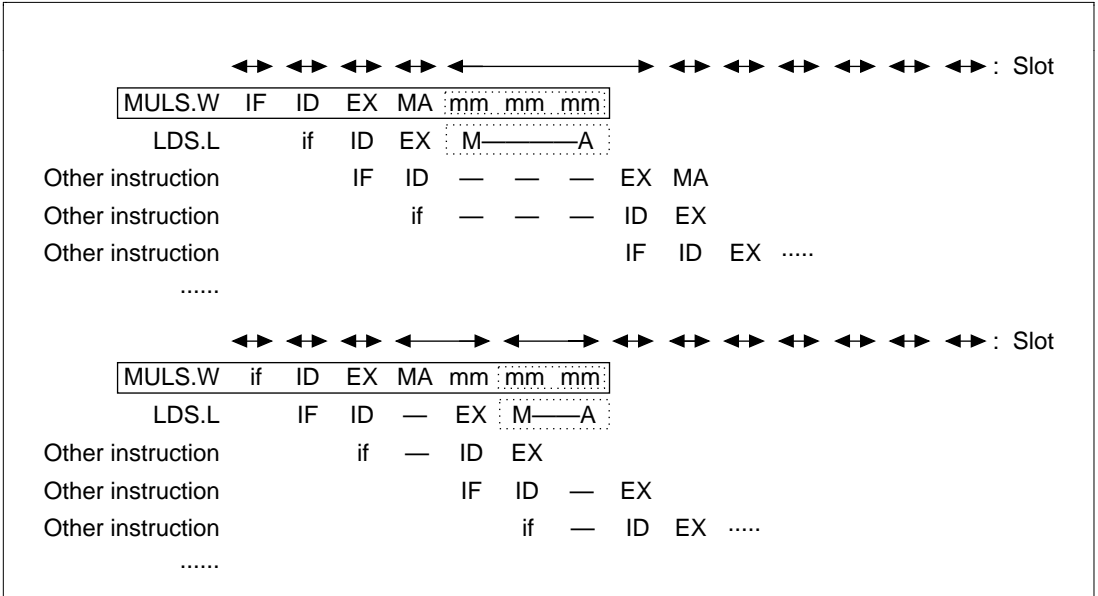 : Slot
MULS.W IF ID EX MA mm mm mm
LDS.L if ID EX M————A
Other instruction IF ID — — — EX MA
Other instruction if — — — ID EX
Other instruction IF ID EX .....
......
: Slot
MULS.W if ID EX MA mm mm mm
LDS.L IF ID — EX M——A
Other instruction if — ID EX
Other instruction IF ID — EX
Other instruction if — ID EX .....
......